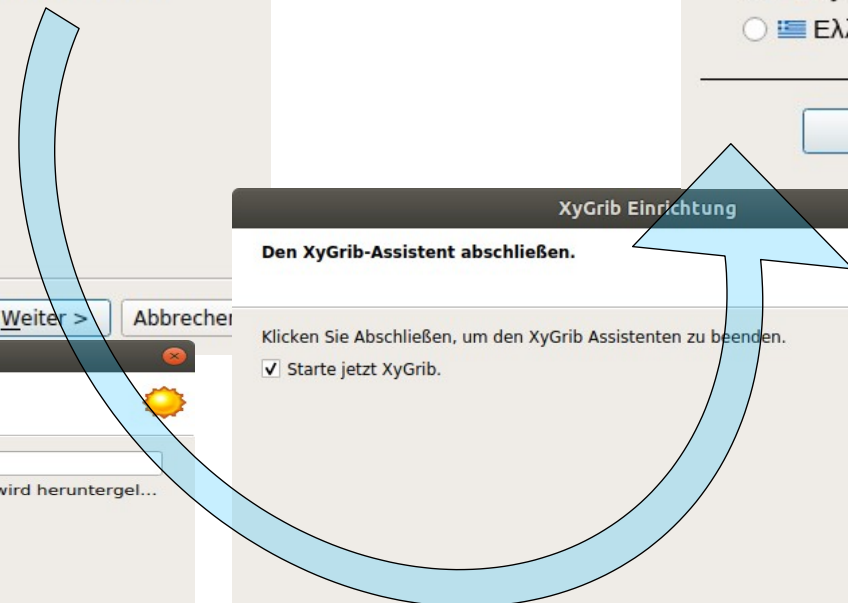 Ελλ
XyGrib Einrichtung
Den XyGrib-Assistent abschließen.
Weiter >
Abbrechen
Klicken Sie Abschließen, um den XyGrib Assistenten zu beenden.
Starte jetzt XyGrib.
wird heruntergel...